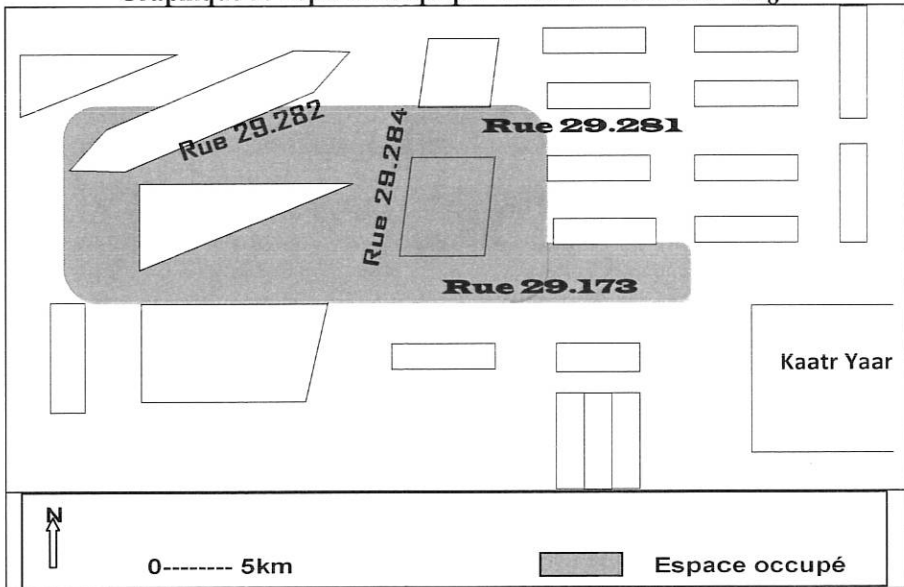 Rue 29.282
Rue 29.284
Rue 29.281
Rue 29.173
Kaatr Yaar
N
0-------- 5km
Espace occupé